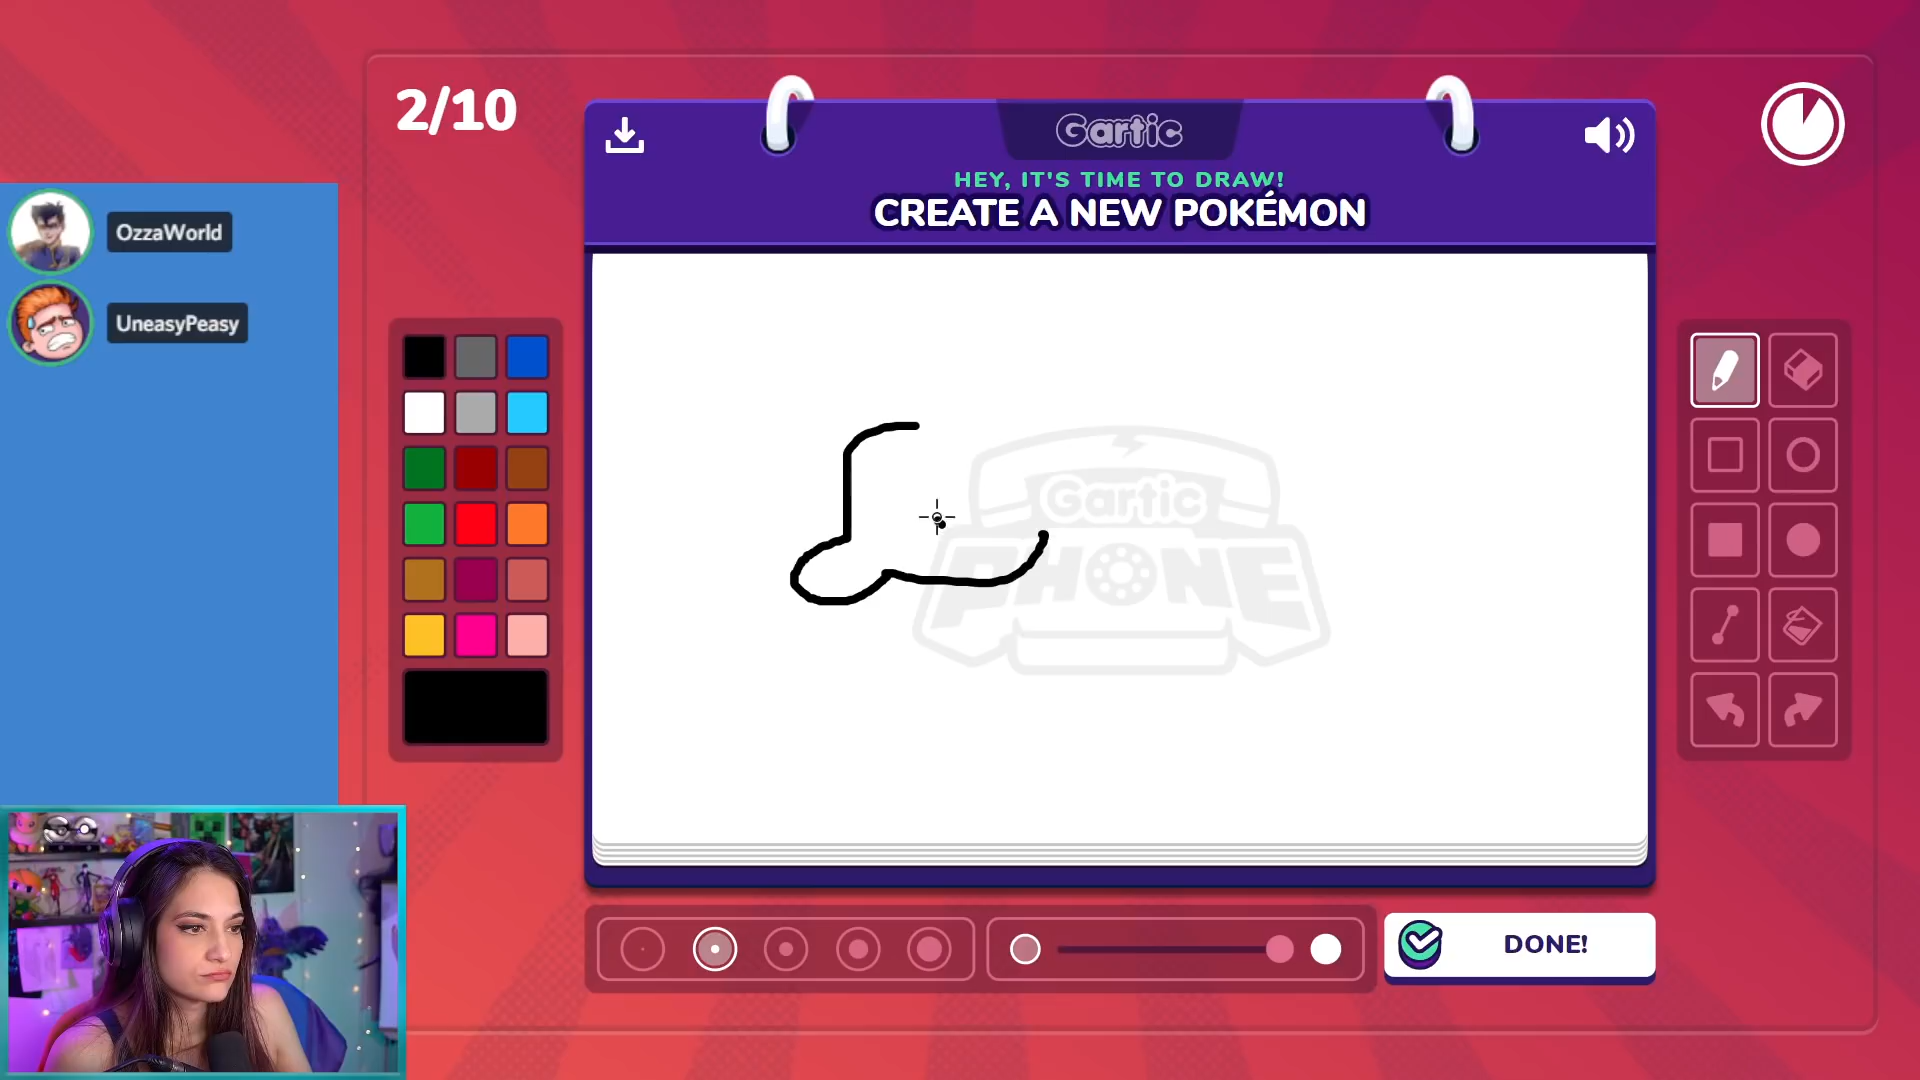 2/10
Gartic
HEY, IT'S TIME TO DRAW!
CREATE A NEW POKÉMON
OzzaWorld
UneasyPeasy
Gartic
PHONE
DONE!